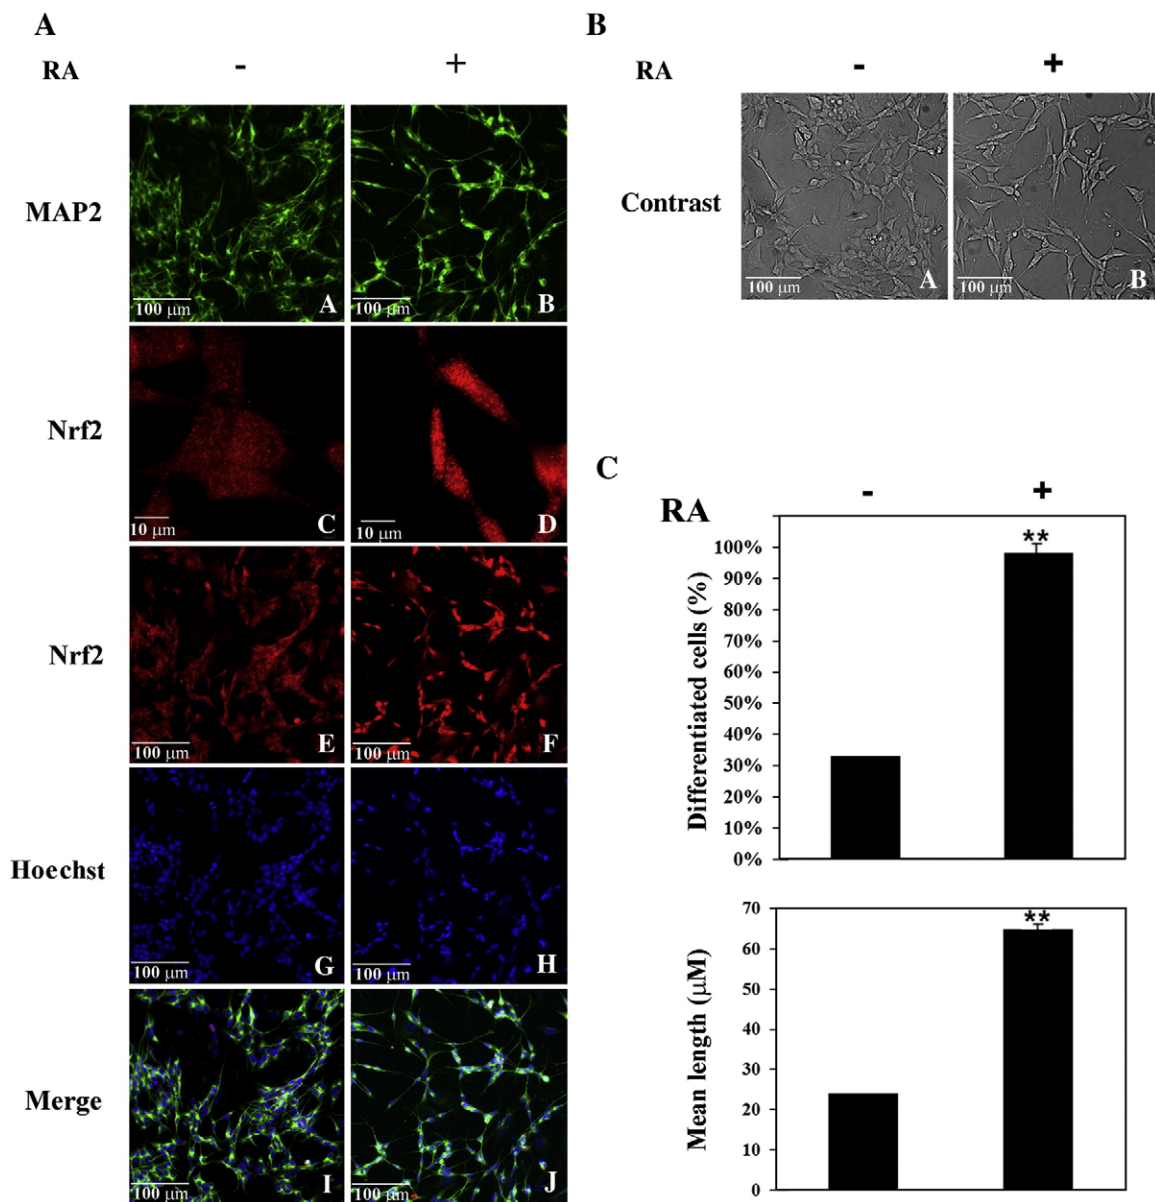 A
RA - +
MAP2
100 μm A
100 μm B
Nrf2
10 μm C
10 μm D
Nrf2
100 μm E
100 μm F
Hoechst
100 μm G
100 μm H
Merge
100 μm I
100 μm J
B
RA - +
Contrast
100 μm A
100 μm B
C
RA - +
Differentiated cells (%)
100%
90%
80%
70%
60%
50%
40%
30%
20%
10%
0%
**
Mean length (μM)
70
60
50
40
30
20
10
0
**